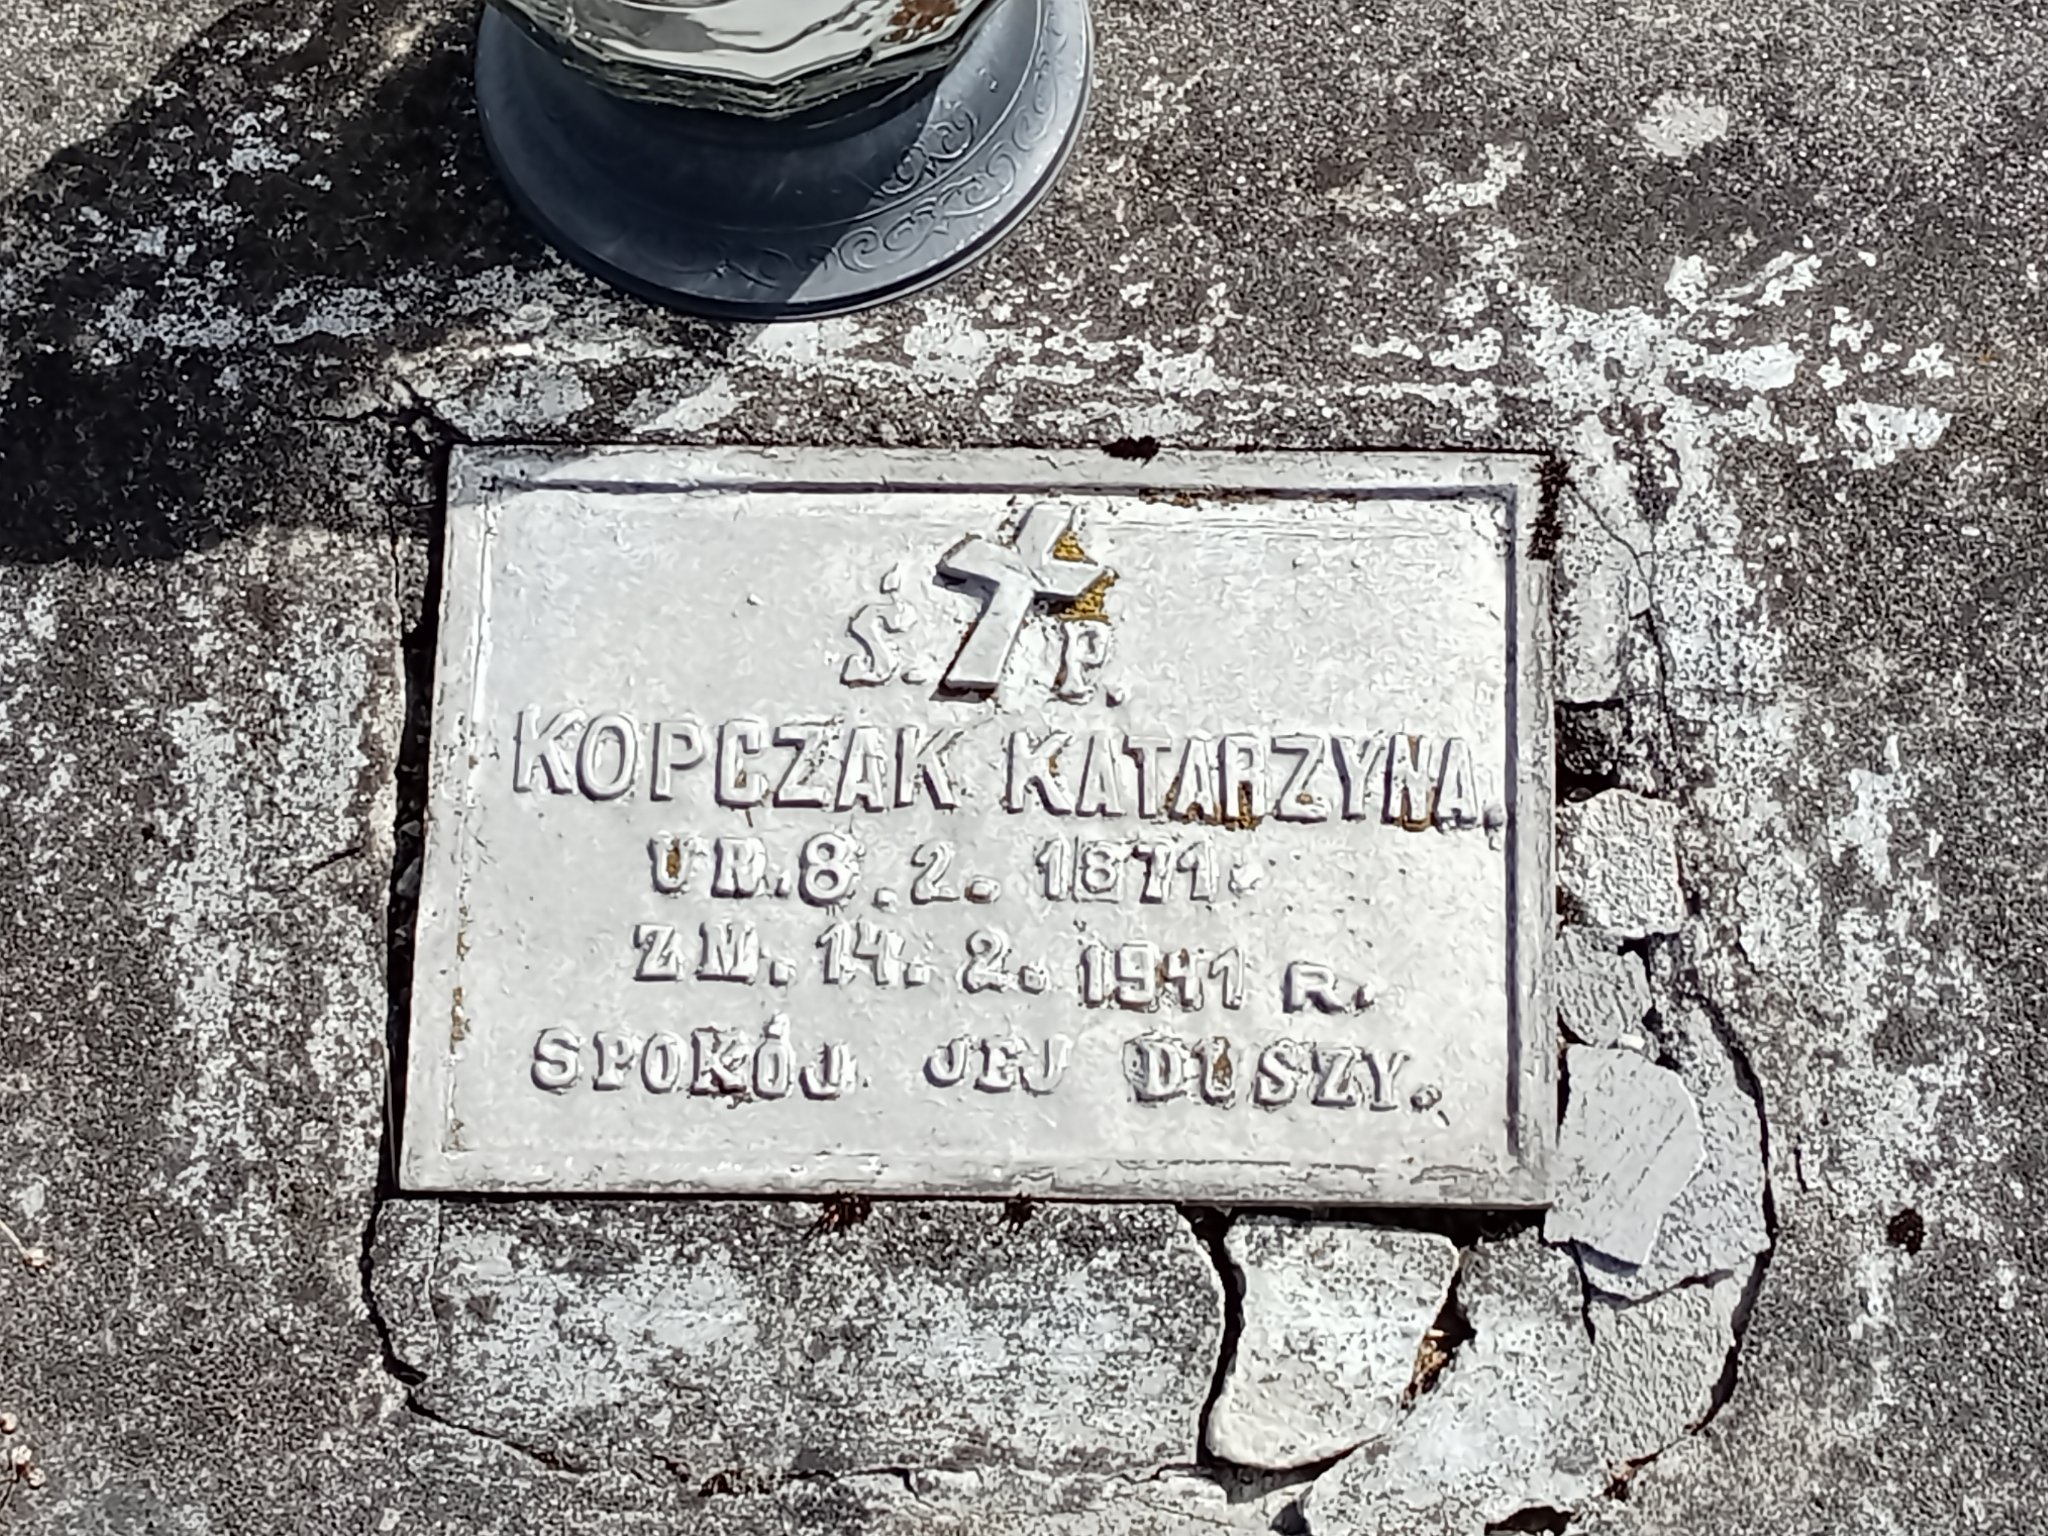 Ś. P.
KOPCZAK KATARZYNA.
UR. 8. 2. 1871.
ZM. 14. 2. 1941 R.
SPOKÓJ JEJ DUSZY.